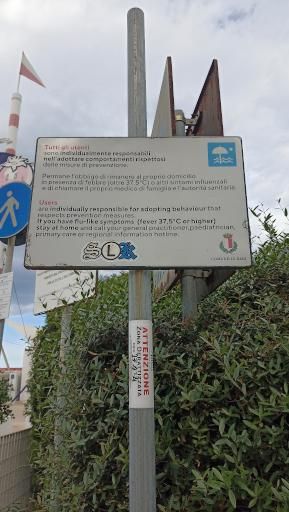 Tutti gli utenti
sono individualmente responsabili
nell'adottare comportamenti rispettosi
delle misure di prevenzione.
Permane l'obbligo di rimanere al proprio domicilio
in presenza di febbre (oltre 37,5°C) o altri sintomi influenzali
e di chiamare il proprio medico di famiglia e l'autorità sanitaria.
Users
are individually responsible for adopting behaviour that
respects prevention measures.
If you have flu-like symptoms (fever 37,5°C or higher)
stay at home and call your general practitioner, paediatrician,
primary care or regional information hotline.
COMUNE DI BARI
ATTENZIONE